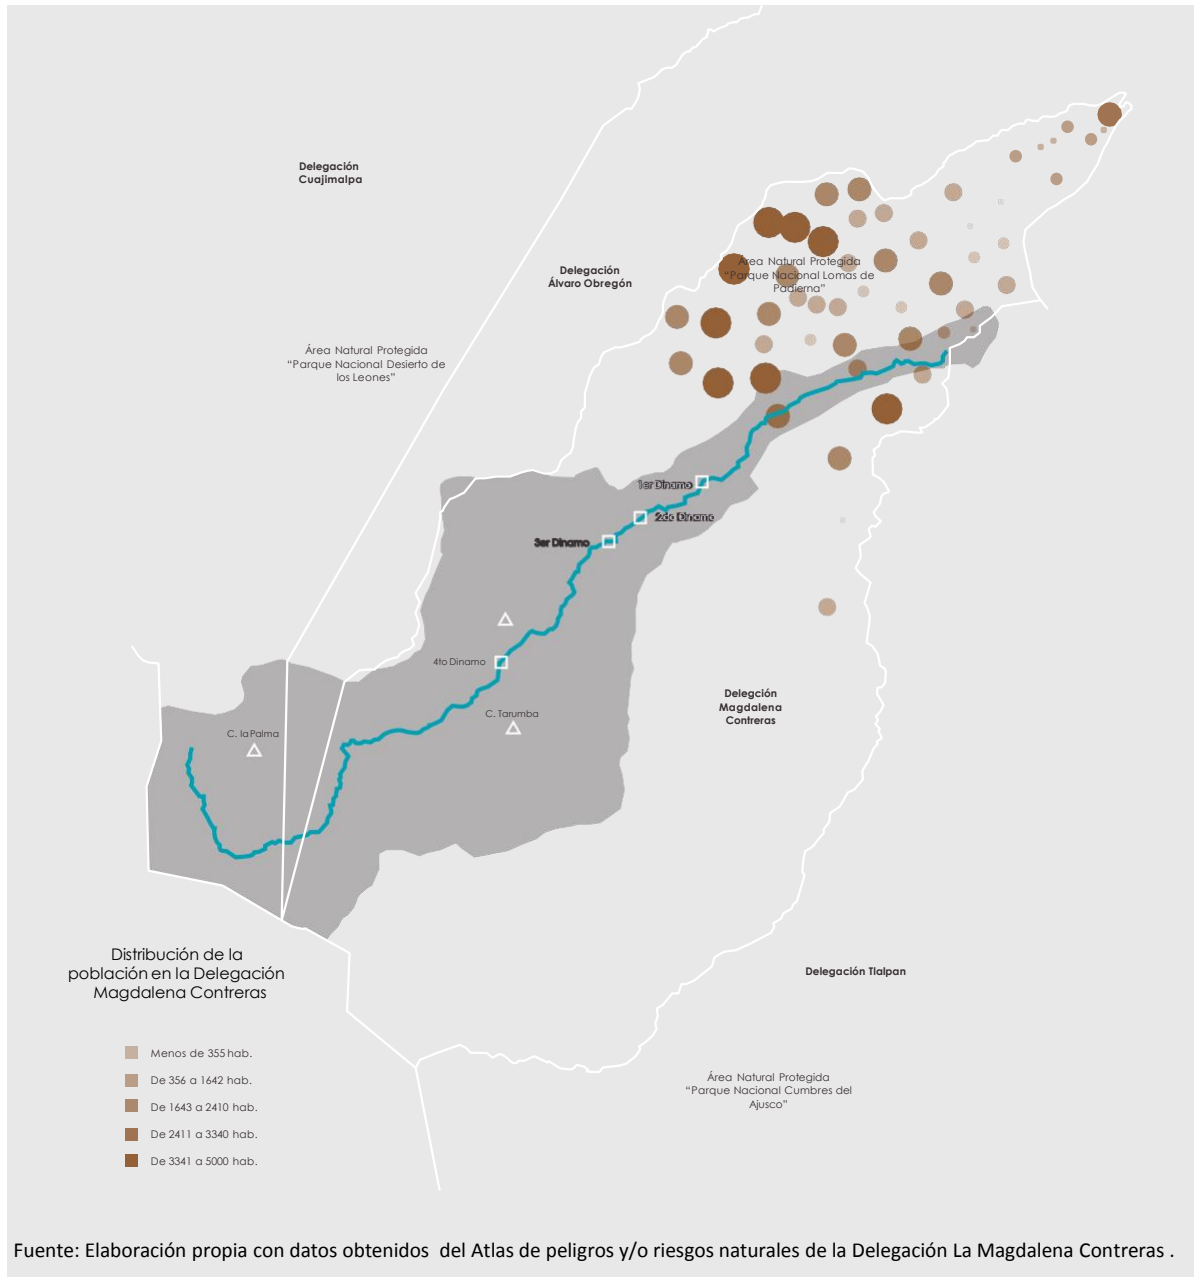 Delegación
Cuajimalpa
Delegación
Álvaro Obregón
Área Natural Protegida
“Parque Nacional Lomas de
Padierna”
Área Natural Protegida
“Parque Nacional Desierto de
los Leones”
1er Dinamo
2do Dinamo
3er Dinamo
4to Dinamo
C. Tarumba
C. la Palma
Delegción
Magdalena
Contreras
Distribución de la
población en la Delegación
Magdalena Contreras
Delegación Tlalpan
Menos de 355 hab.
De 356 a 1642 hab.
De 1643 a 2410 hab.
De 2411 a 3340 hab.
De 3341 a 5000 hab.
Área Natural Protegida
“Parque Nacional Cumbres del
Ajusco”
Fuente: Elaboración propia con datos obtenidos del Atlas de peligros y/o riesgos naturales de la Delegación La Magdalena Contreras .